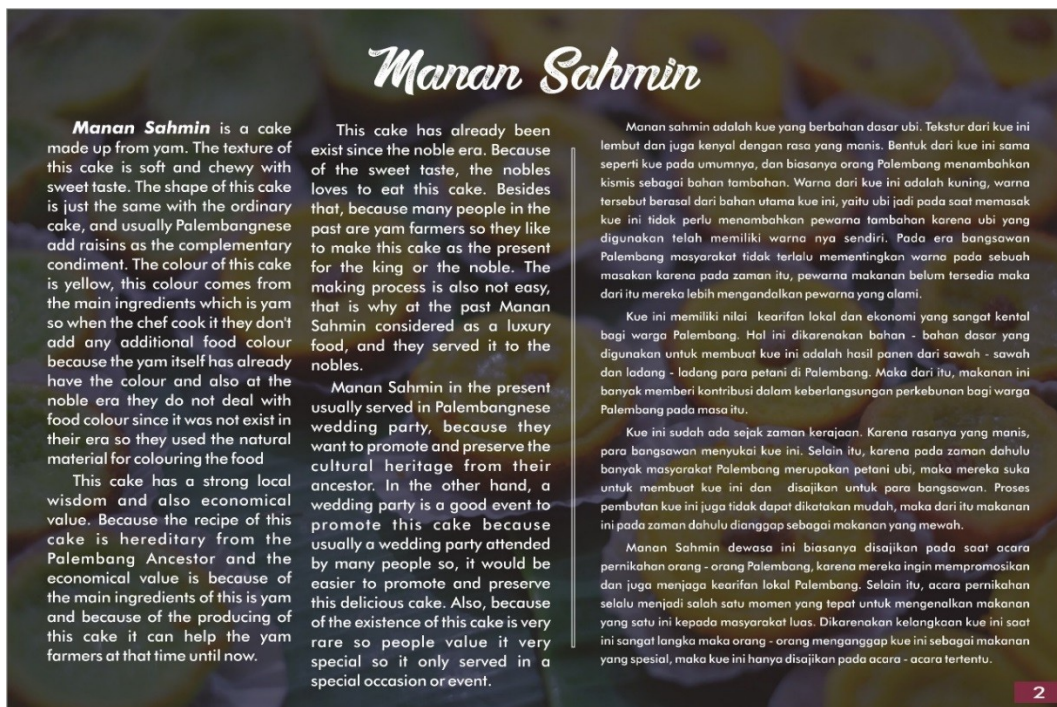 Manan Sahmin
Manan Sahmin is a cake
made up from yam. The texture of
this cake is soft and chewy with
sweet taste. The shape of this cake
is just the same with the ordinary
cake, and usually Palembangnese
add raisins as the complementary
condiment. The colour of this cake
is yellow, this colour comes from
the main ingredients which is yam
so when the chef cook it they don't
add any additional food colour
because the yam itself has already
have the colour and also at the
noble era they do not deal with
food colour since it was not exist in
their era so they used the natural
material for colouring the food
This cake has a strong local
wisdom and also economical
value. Because the recipe of this
cake is hereditary from the
Palembang Ancestor and the
economical value is because of
the main ingredients of this is yam
and because of the producing of
this cake it can help the yam
farmers at that time until now.
This cake has already been
exist since the noble era. Because
of the sweet taste, the nobles
loves to eat this cake. Besides
that, because many people in the
past are yam farmers so they like
to make this cake as the present
for the king or the noble. The
making process is also not easy,
that is why at the past Manan
Sahmin considered as a luxury
food, and they served it to the
nobles.
Manan Sahmin in the present
usually served in Palembangnese
wedding party, because they
want to promote and preserve the
cultural heritage from their
ancestor. In the other hand, a
wedding party is a good event to
promote this cake because
usually a wedding party attended
by many people so, it would be
easier to promote and preserve
this delicious cake. Also, because
of the existence of this cake is very
rare so people value it very
special so it only served in a
special occasion or event.
Manan sahmin adalah kue yang berbahan dasar ubi. Tekstur dari kue ini
lembut dan juga kenyal dengan rasa yang manis. Bentuk dari kue ini sama
seperti kue pada umumnya, dan biasanya orang Palembang menambahkan
kismis sebagai bahan tambahan. Warna dari kue ini adalah kuning, warna
tersebut berasal dari bahan utama kue ini, yaitu ubi jadi pada saat memasak
kue ini tidak perlu menambahkan pewarna tambahan karena ubi yang
digunakan telah memiliki warna nya sendiri. Pada era bangsawan
Palembang masyarakat tidak terlalu mementingkan warna pada sebuah
masakan karena pada zaman itu, pewarna makanan belum tersedia maka
dari itu mereka lebih mengandalkan pewarna yang alami.
Kue ini memiliki nilai kearifan lokal dan ekonomi yang sangat kental
bagi warga Palembang. Hal ini dikarenakan bahan - bahan dasar yang
digunakan untuk membuat kue ini adalah hasil panen dari sawah - sawah
dan ladang - ladang para petani di Palembang. Maka dari itu, makanan ini
banyak memberi kontribusi dalam keberlangsungan perkebunan bagi warga
Palembang pada masa itu.
Kue ini sudah ada sejak zaman kerajaan. Karena rasanya yang manis,
para bangsawan menyukai kue ini. Selain itu, karena pada zaman dahulu
banyak masyarakat Palembang merupakan petani ubi, maka mereka suka
untuk membuat kue ini dan disajikan untuk para bangsawan. Proses
pembutan kue ini juga tidak dapat dikatakan mudah, maka dari itu makanan
ini pada zaman dahulu dianggap sebagai makanan yang mewah.
Manan Sahmin dewasa ini biasanya disajikan pada saat acara
pernikahan orang - orang Palembang, karena mereka ingin mempromosikan
dan juga menjaga kearifan lokal Palembang. Selain itu, acara pernikahan
selalu menjadi salah satu momen yang tepat untuk mengenalkan makanan
yang satu ini kepada masyarakat luas. Dikarenakan kelangkaan kue ini saat
ini sangat langka maka orang - orang menganggap kue ini sebagai makanan
yang spesial, maka kue ini hanya disajikan pada acara - acara tertentu.
2